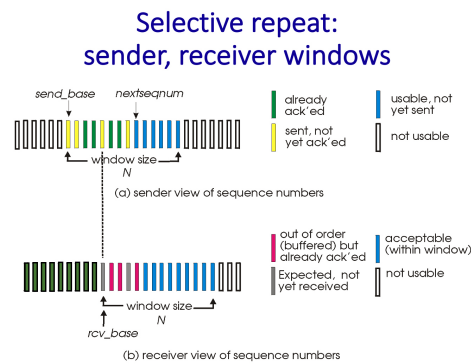 Selective repeat:
sender, receiver windows
send_base
nextseqnum
already
ack'ed
usable, not
yet sent
sent, not
yet ack'ed
not usable
window size
N
(a) sender view of sequence numbers
out of order
(buffered) but
already ack'ed
acceptable
(within window)
Expected, not
yet received
not usable
window size
N
rcv_base
(b) receiver view of sequence numbers